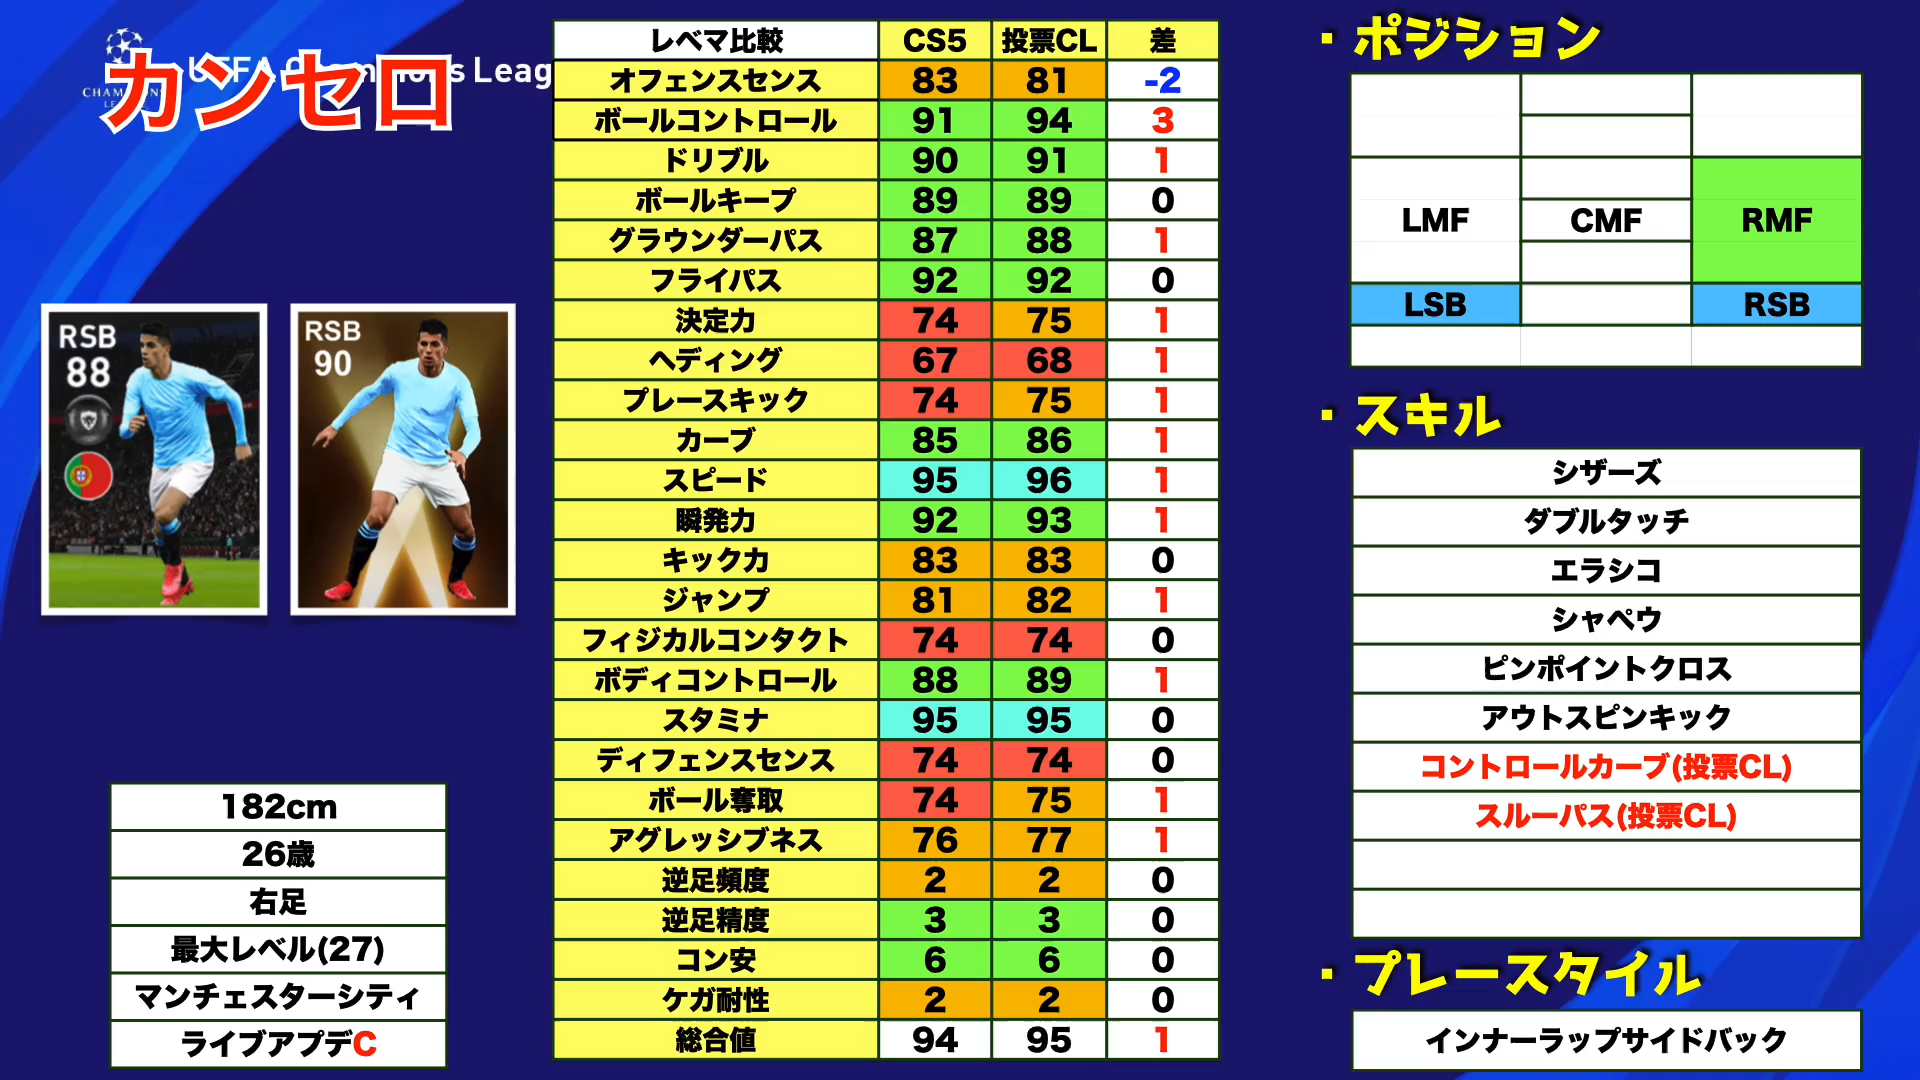 カンセロ
UEFA Champions Leag
CHAMPIONS
LEAGUE
RSB
88
RSB
90
182cm
26歳
右足
最大レベル(27)
マンチェスターシティ
ライブアプデC
レベマ比較 CS5 投票CL 差
オフェンスセンス 83 81 -2
ボールコントロール 91 94 3
ドリブル 90 91 1
ボールキープ 89 89 0
グラウンダーパス 87 88 1
フライパス 92 92 0
決定力 74 75 1
ヘディング 67 68 1
プレースキック 74 75 1
カーブ 85 86 1
スピード 95 96 1
瞬発力 92 93 1
キック力 83 83 0
ジャンプ 81 82 1
フィジカルコンタクト 74 74 0
ボディコントロール 88 89 1
スタミナ 95 95 0
ディフェンスセンス 74 74 0
ボール奪取 74 75 1
アグレッシブネス 76 77 1
逆足頻度 2 2 0
逆足精度 3 3 0
コン安 6 6 0
ケガ耐性 2 2 0
総合値 94 95 1
・ポジション
LMF CMF RMF
LSB RSB
・スキル
シザーズ
ダブルタッチ
エラシコ
シャペウ
ピンポイントクロス
アウトスピンキック
コントロールカーブ(投票CL)
スルーパス(投票CL)
・プレースタイル
インナーラップサイドバック